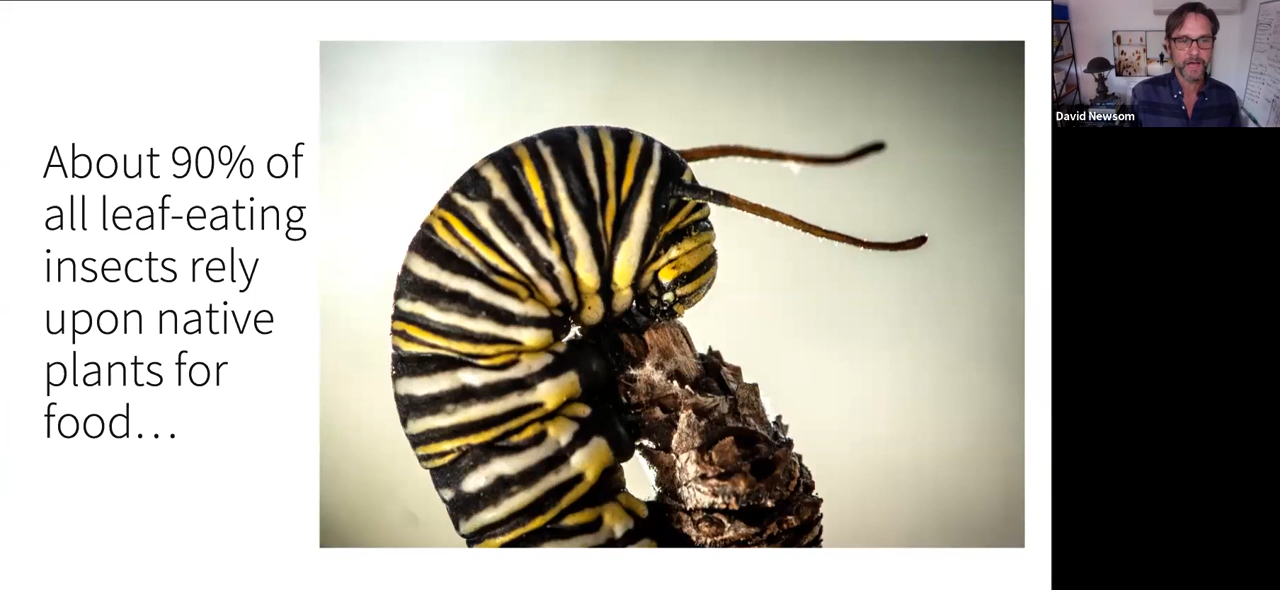 About 90% of
all leaf-eating
insects rely
upon native
plants for
food…
David Newsom